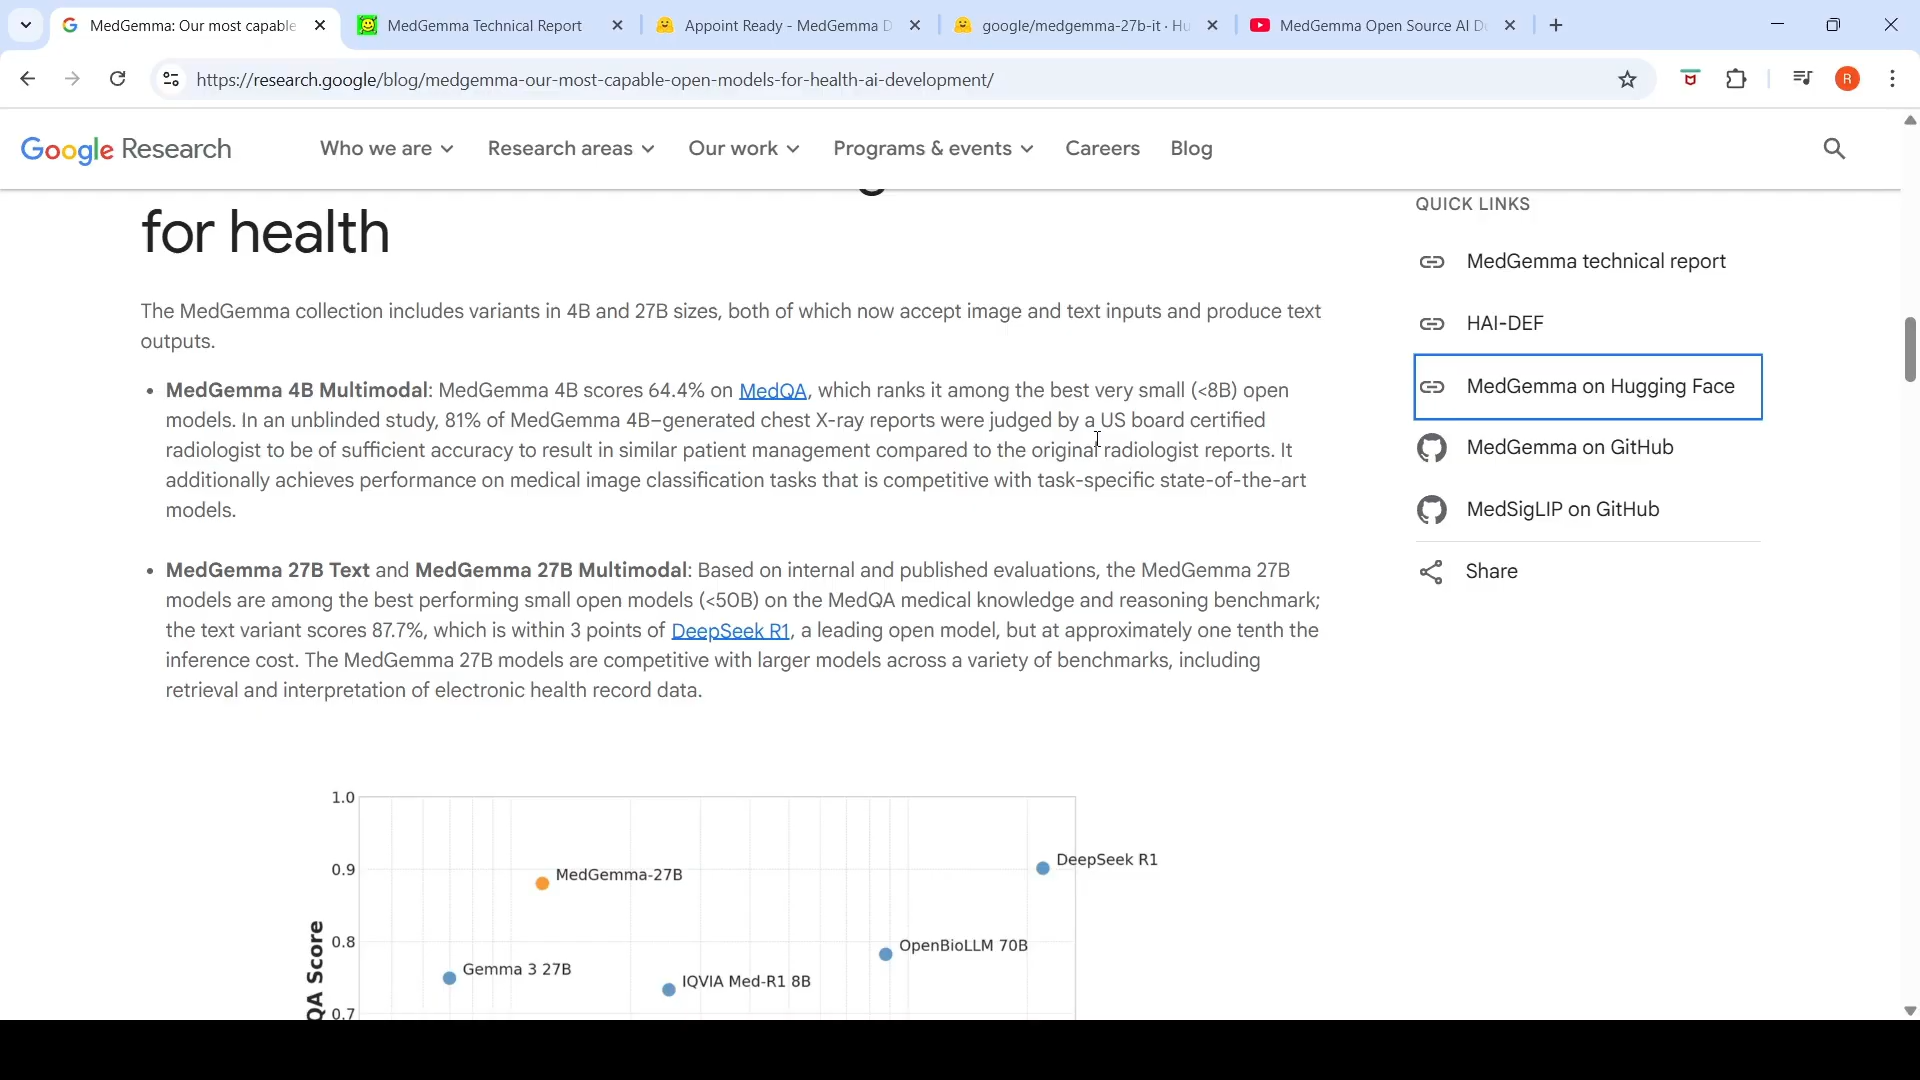 MedGemma: Our most capable
MedGemma Technical Report
Appoint Ready - MedGemma D
google/medgemma-27b-it · Hu
MedGemma Open Source AI De
https://research.google/blog/medgemma-our-most-capable-open-models-for-health-ai-development/
R
Google Research
Who we are
Research areas
Our work
Programs & events
Careers
Blog
for health
The MedGemma collection includes variants in 4B and 27B sizes, both of which now accept image and text inputs and produce text
outputs.
• MedGemma 4B Multimodal: MedGemma 4B scores 64.4% on MedQA, which ranks it among the best very small (<8B) open
models. In an unblinded study, 81% of MedGemma 4B–generated chest X-ray reports were judged by a US board certified
radiologist to be of sufficient accuracy to result in similar patient management compared to the original radiologist reports. It
additionally achieves performance on medical image classification tasks that is competitive with task-specific state-of-the-art
models.
• MedGemma 27B Text and MedGemma 27B Multimodal: Based on internal and published evaluations, the MedGemma 27B
models are among the best performing small open models (<50B) on the MedQA medical knowledge and reasoning benchmark;
the text variant scores 87.7%, which is within 3 points of DeepSeek R1, a leading open model, but at approximately one tenth the
inference cost. The MedGemma 27B models are competitive with larger models across a variety of benchmarks, including
retrieval and interpretation of electronic health record data.
1.0
0.9
0.8
0.7
QA Score
MedGemma-27B
DeepSeek R1
OpenBioLLM 70B
Gemma 3 27B
IQVIA Med-R1 8B
QUICK LINKS
MedGemma technical report
HAI-DEF
MedGemma on Hugging Face
MedGemma on GitHub
MedSigLIP on GitHub
Share